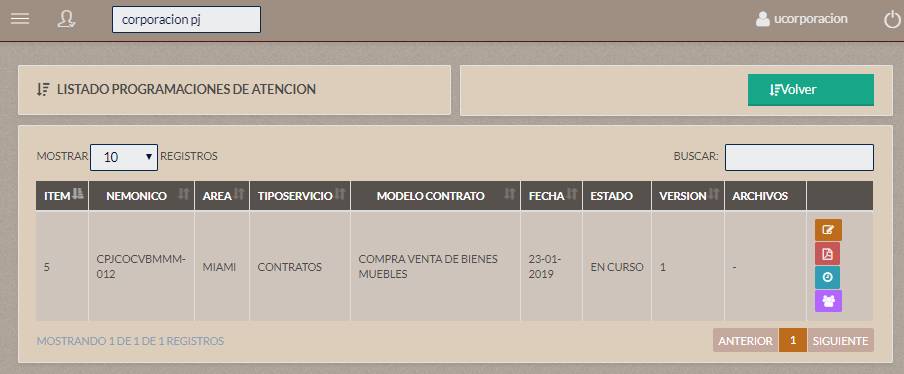 corporacion pj
ucorporacion
LISTADO PROGRAMACIONES DE ATENCION
Volver
MOSTRAR 10 REGISTROS
BUSCAR:
ITEM NEMONICO AREA TIPOSERVICIO MODELO CONTRATO FECHA ESTADO VERSION ARCHIVOS
5 CPJCOCVBMMM-
012 MIAMI CONTRATOS COMPRA VENTA DE BIENES
MUEBLES 23-01-
2019 EN CURSO 1 -
MOSTRANDO 1 DE 1 DE 1 REGISTROS
ANTERIOR 1 SIGUIENTE